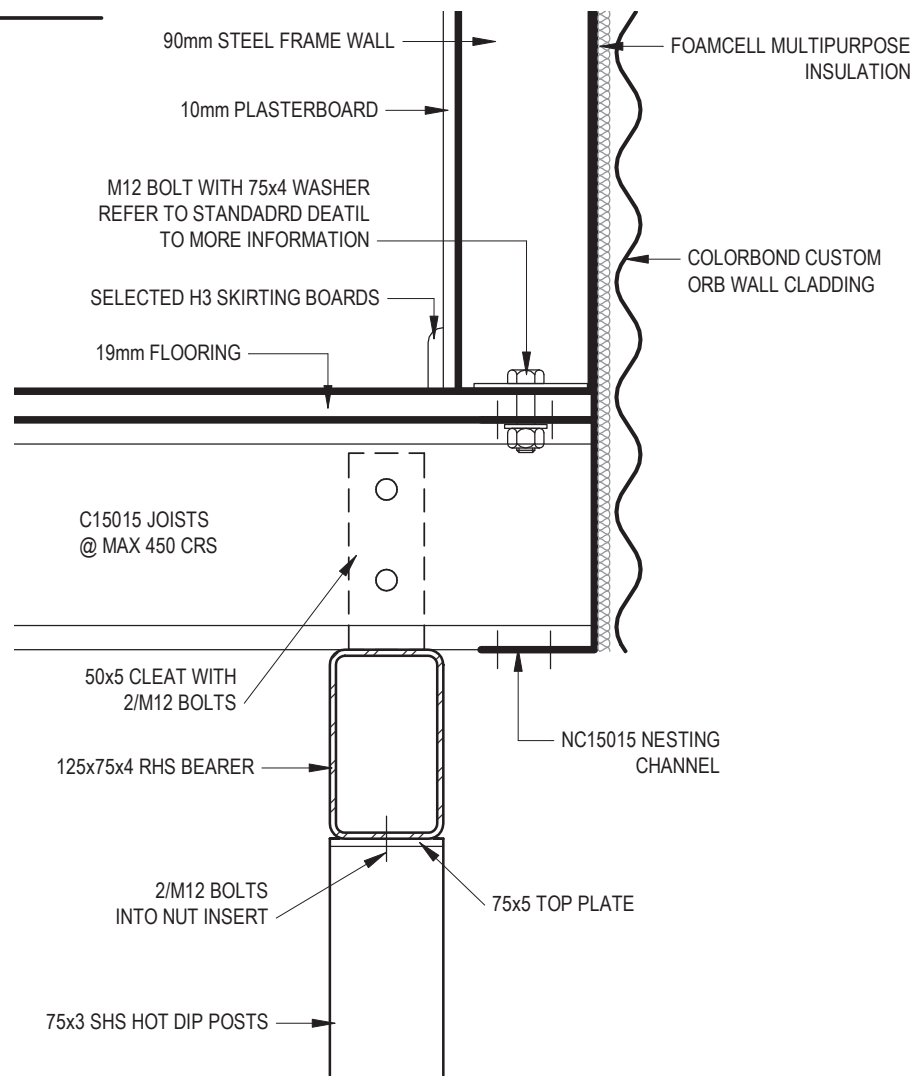 90mm STEEL FRAME WALL
FOAMCELL MULTIPURPOSE
INSULATION
10mm PLASTERBOARD
M12 BOLT WITH 75x4 WASHER
REFER TO STANDADRD DEATIL
TO MORE INFORMATION
COLORBOND CUSTOM
ORB WALL CLADDING
SELECTED H3 SKIRTING BOARDS
19mm FLOORING
C15015 JOISTS
@ MAX 450 CRS
50x5 CLEAT WITH
2/M12 BOLTS
NC15015 NESTING
CHANNEL
125x75x4 RHS BEARER
2/M12 BOLTS
INTO NUT INSERT
75x5 TOP PLATE
75x3 SHS HOT DIP POSTS